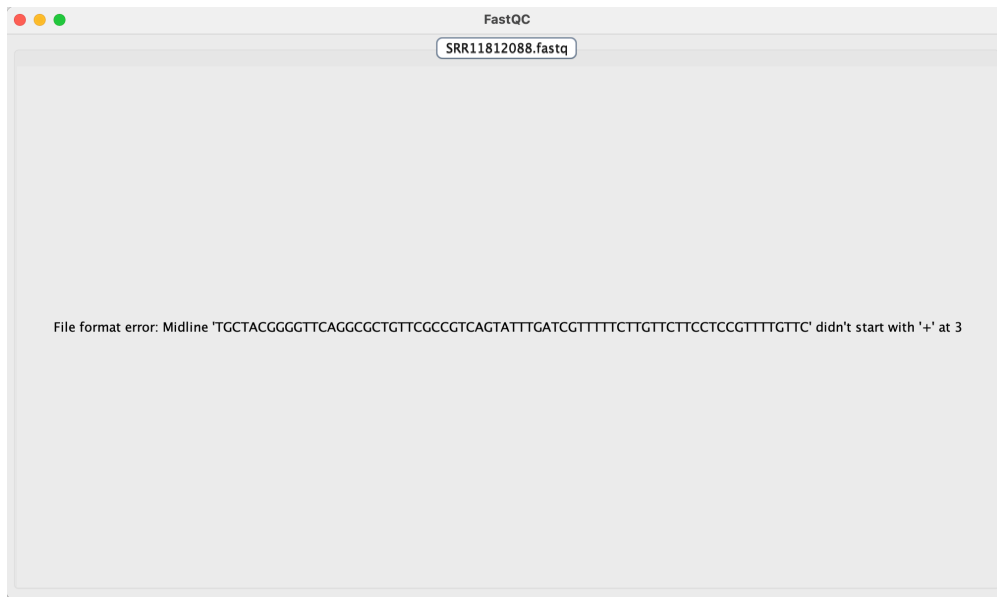 FastQC
SRR11812088.fastq
File format error: Midline 'TGCTACGGGGTTCAGGCGCTGTTCGCCGTCAGTATTTGATCGTTTTTCTTGTTCTTCCTCCGTTTTGTTC' didn't start with '+' at 3